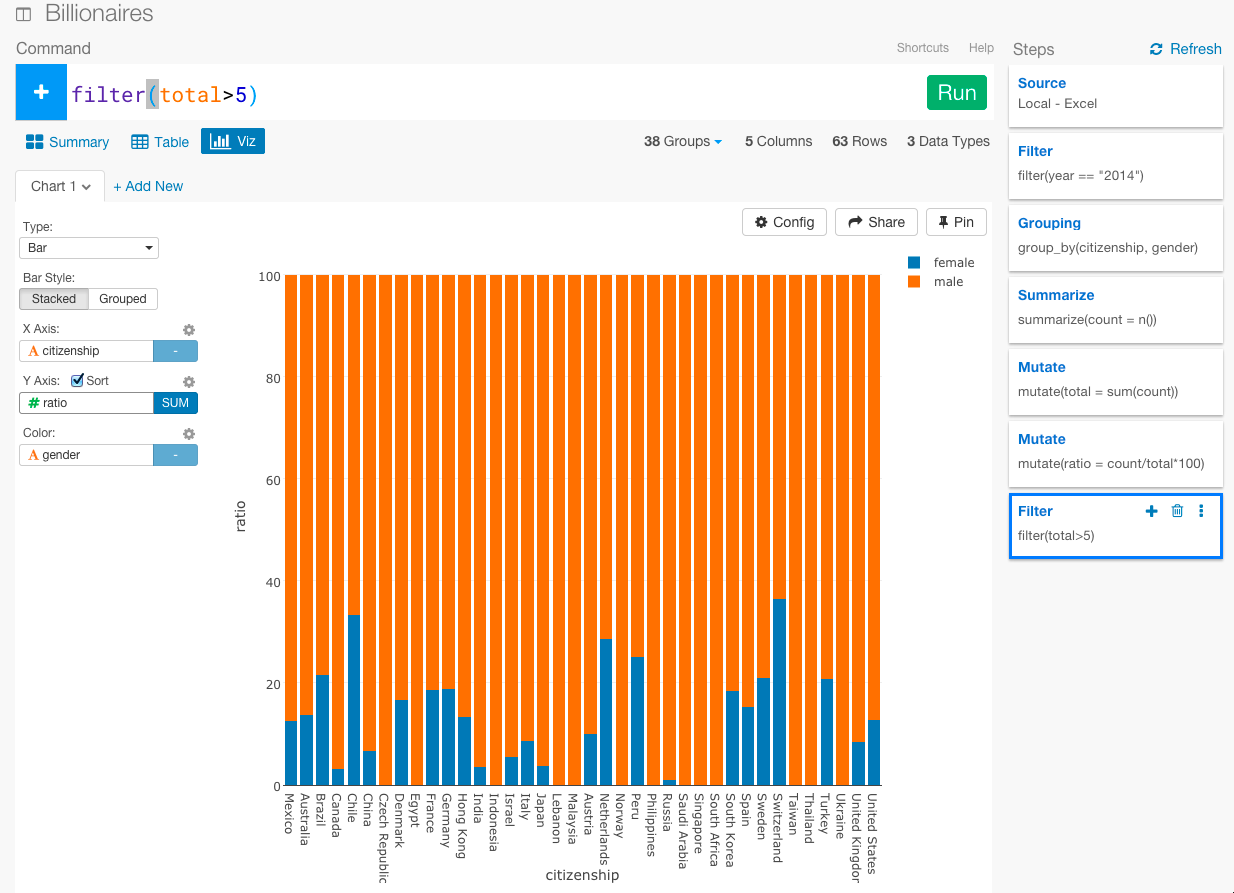 Billionaires
Command
Shortcuts Help
+ filter(total>5)
Run
Summary Table Viz
38 Groups 5 Columns 63 Rows 3 Data Types
Chart 1 + Add New
Config Share Pin
Type:
Bar
Bar Style:
Stacked Grouped
X Axis:
A citizenship -
Y Axis: Sort
# ratio SUM
Color:
A gender -
female
male
100
80
60
40
20
0
ratio
Mexico
Australia
Brazil
Canada
Chile
China
Czech Republic
Denmark
Egypt
France
Germany
Hong Kong
India
Indonesia
Israel
Italy
Japan
Lebanon
Malaysia
Austria
Netherlands
Norway
Peru
Philippines
Russia
Saudi Arabia
Singapore
South Africa
South Korea
Spain
Sweden
Switzerland
Taiwan
Thailand
Turkey
Ukraine
United Kingdor
United States
citizenship
Steps Refresh
Source
Local - Excel
Filter
filter(year == "2014")
Grouping
group_by(citizenship, gender)
Summarize
summarize(count = n())
Mutate
mutate(total = sum(count))
Mutate
mutate(ratio = count/total*100)
Filter
filter(total>5)